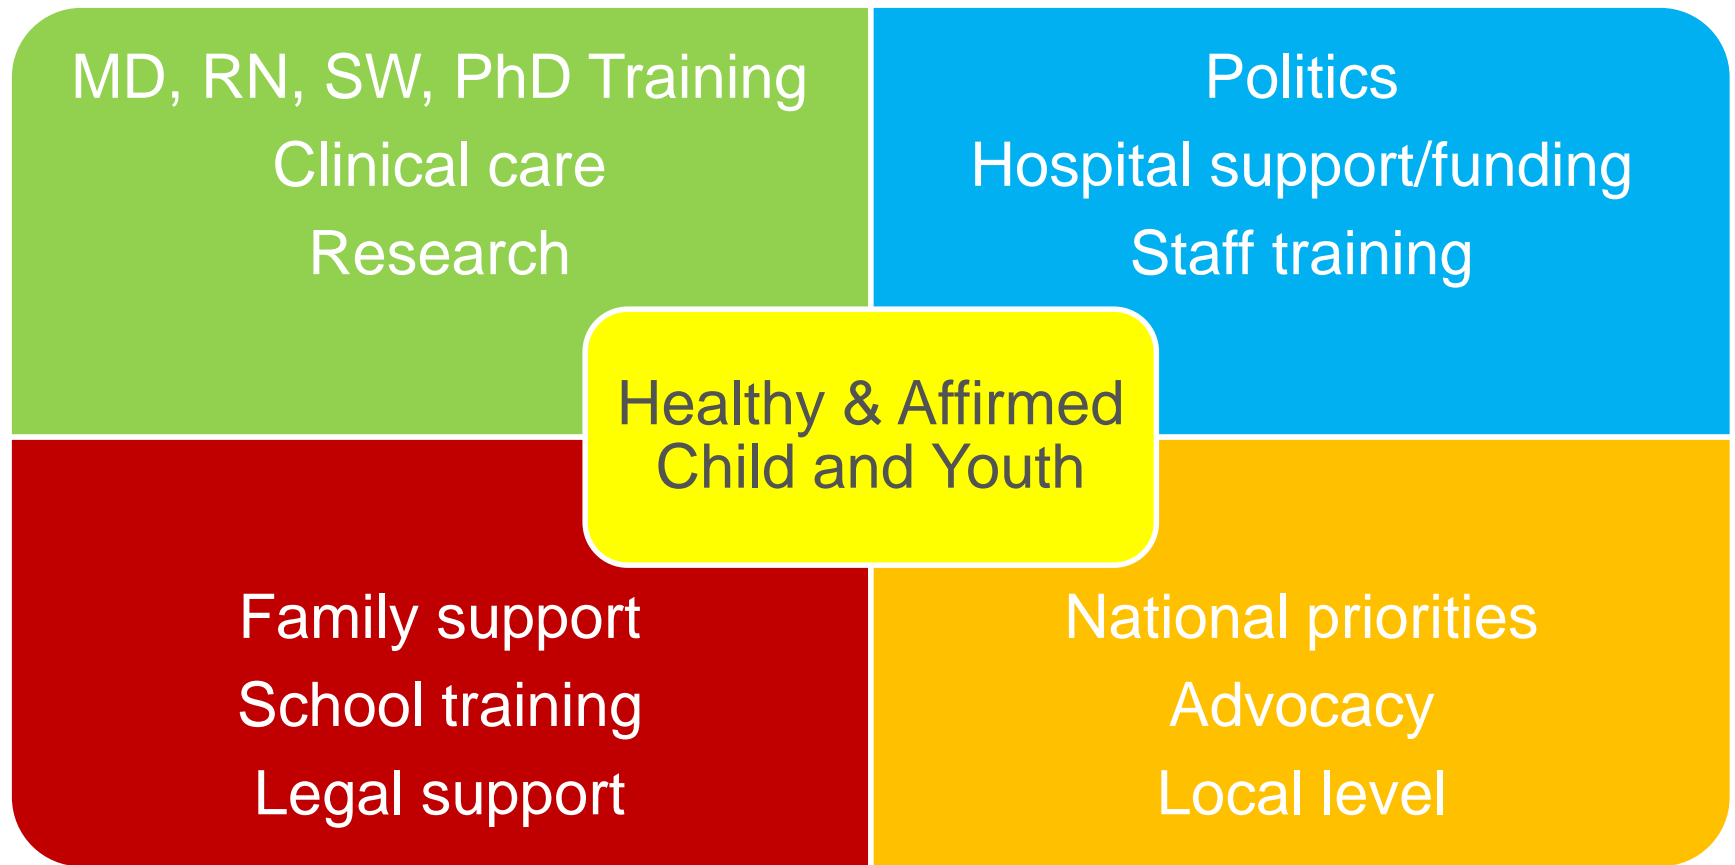 MD, RN, SW, PhD Training
Clinical care
Research
Politics
Hospital support/funding
Staff training
Healthy & Affirmed
Child and Youth
Family support
School training
Legal support
National priorities
Advocacy
Local level